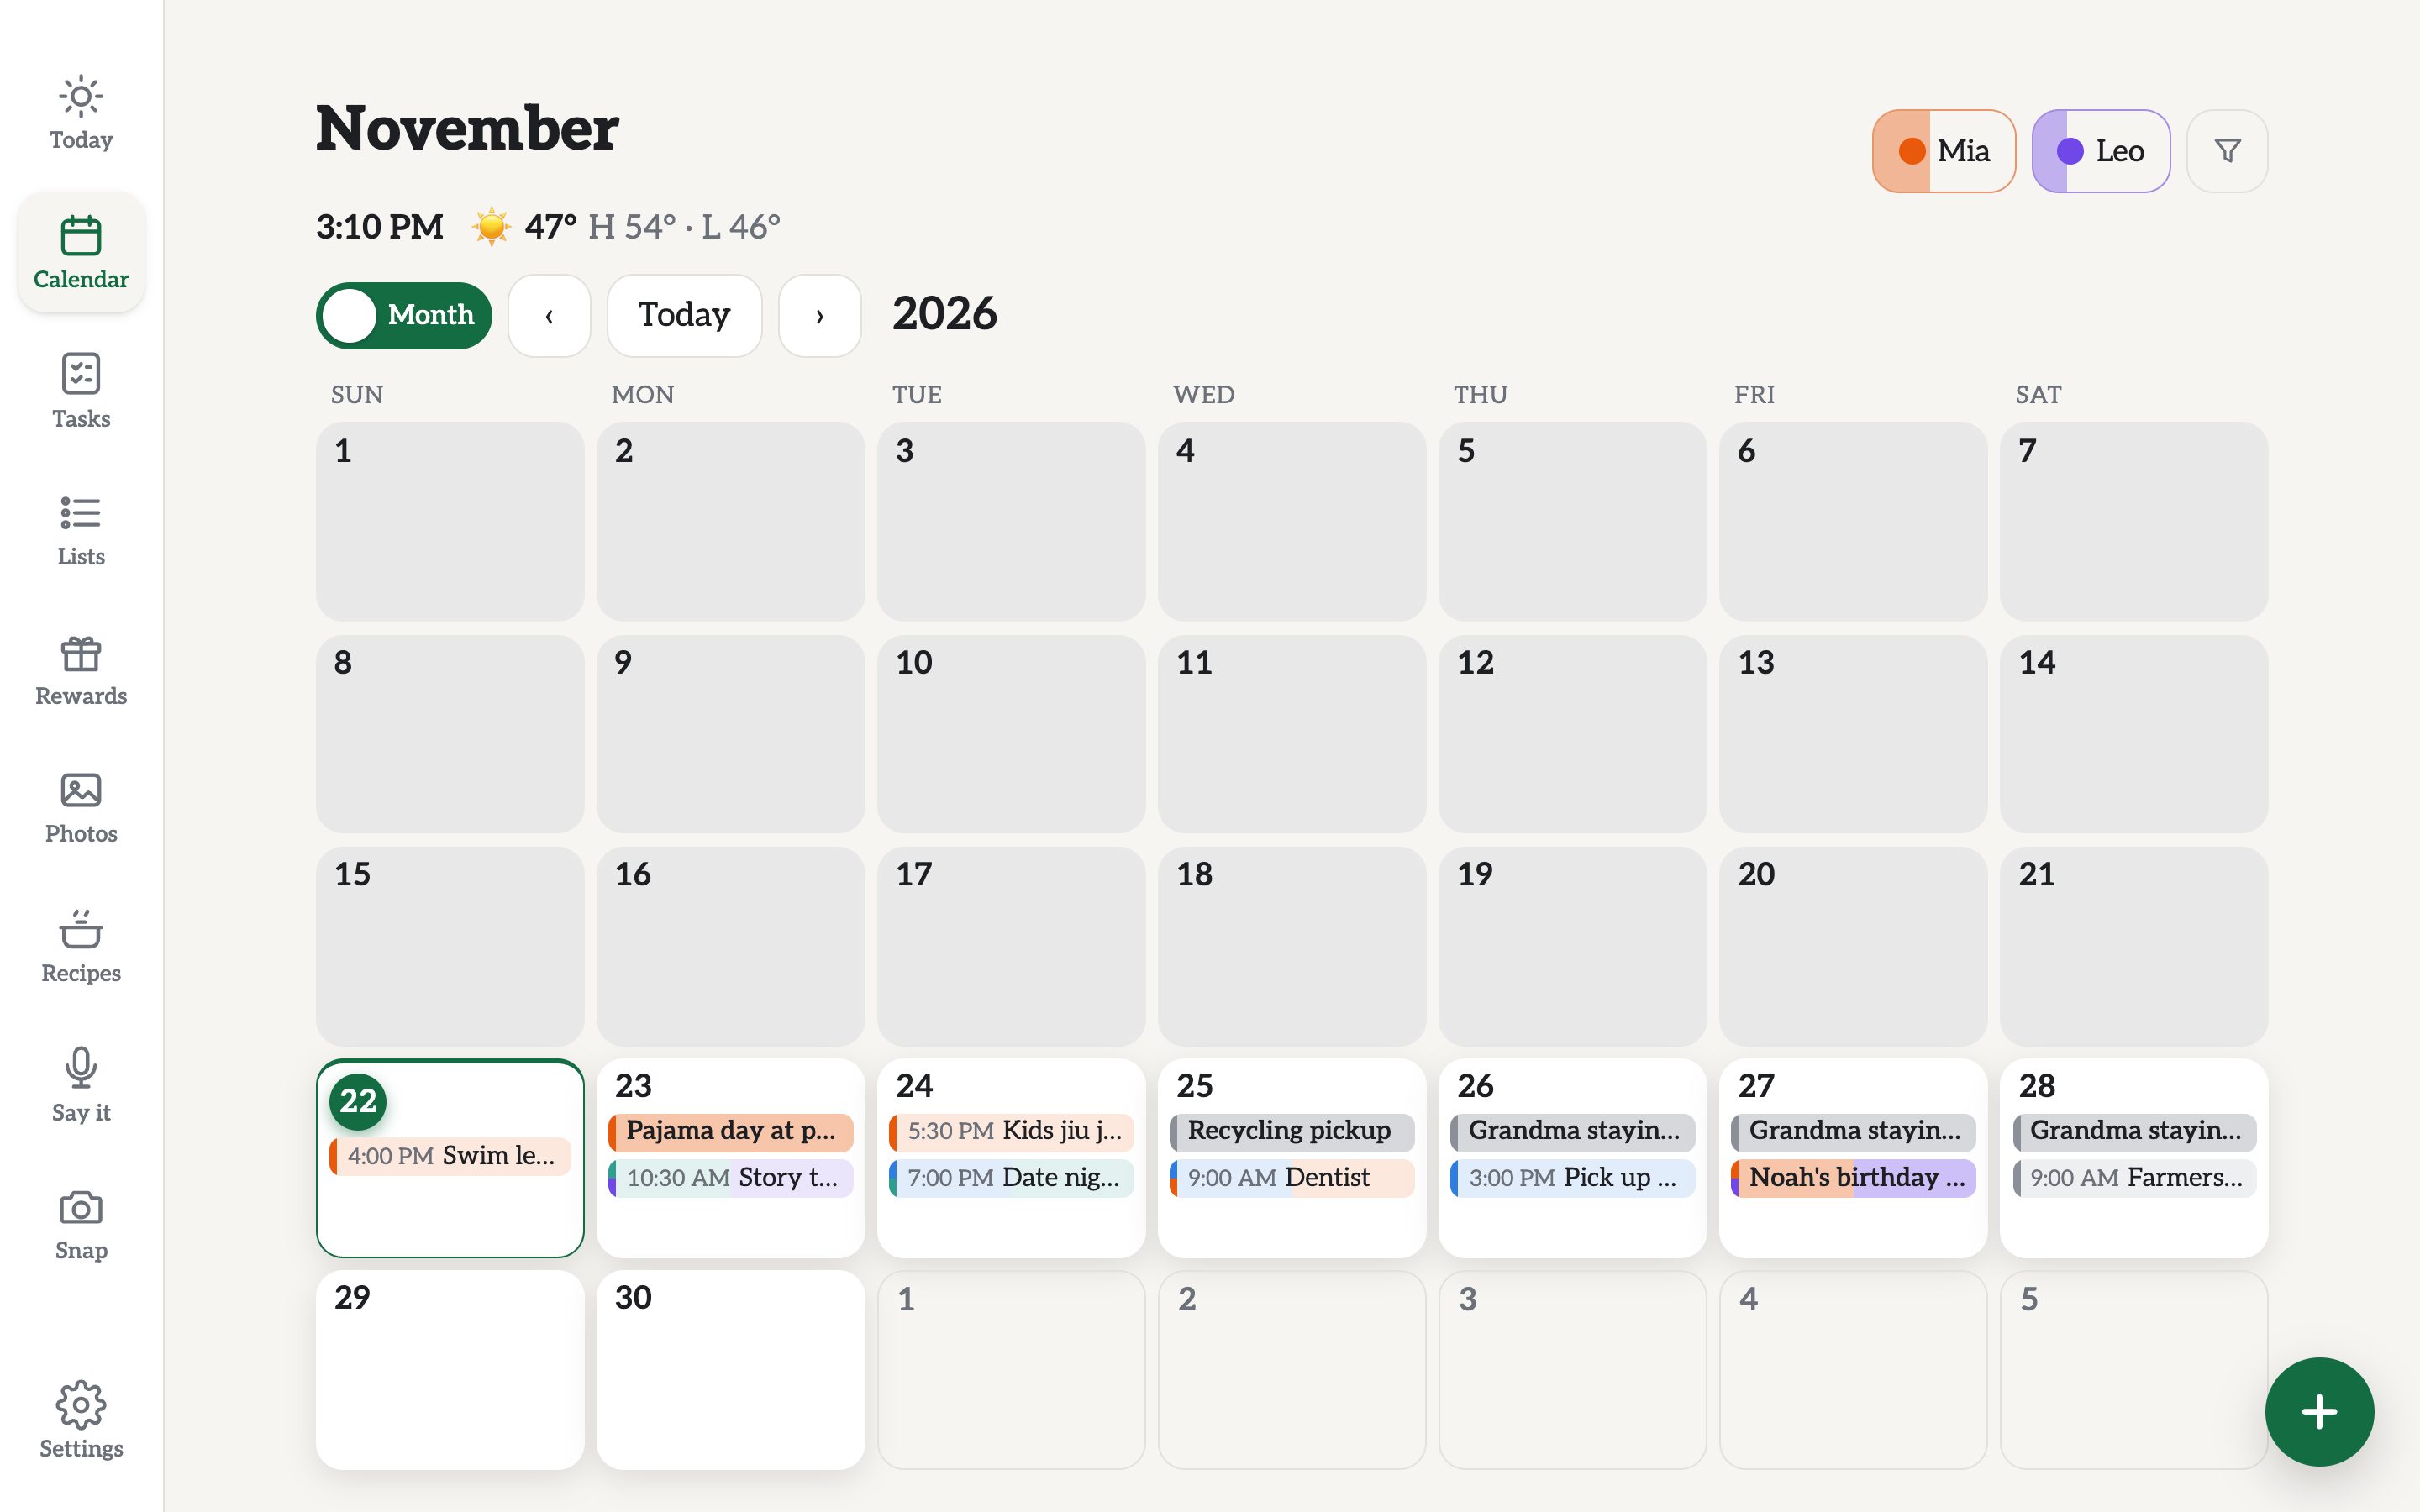 Today
Calendar
Tasks
Lists
Rewards
Photos
Recipes
Say it
Snap
Settings
November
Mia
Leo
3:10 PM 47° H 54° · L 46°
Month ‹ Today › 2026
SUN MON TUE WED THU FRI SAT
1 2 3 4 5 6 7
8 9 10 11 12 13 14
15 16 17 18 19 20 21
22
4:00 PM Swim le...
23
Pajama day at p...
10:30 AM Story t...
24
5:30 PM Kids jiu j...
7:00 PM Date nig...
25
Recycling pickup
9:00 AM Dentist
26
Grandma stayin...
3:00 PM Pick up ...
27
Grandma stayin...
Noah's birthday ...
28
Grandma stayin...
9:00 AM Farmers...
29 30 1 2 3 4 5